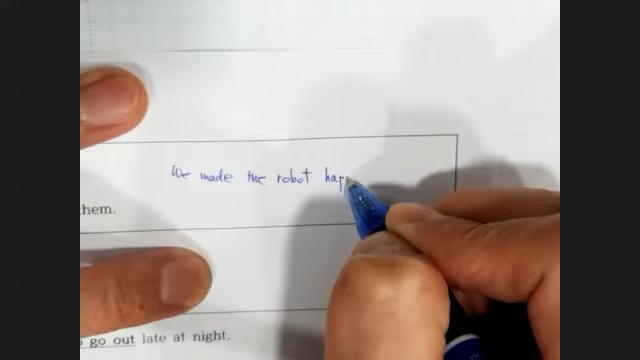 We made the robot hap
them.
go out late at night.